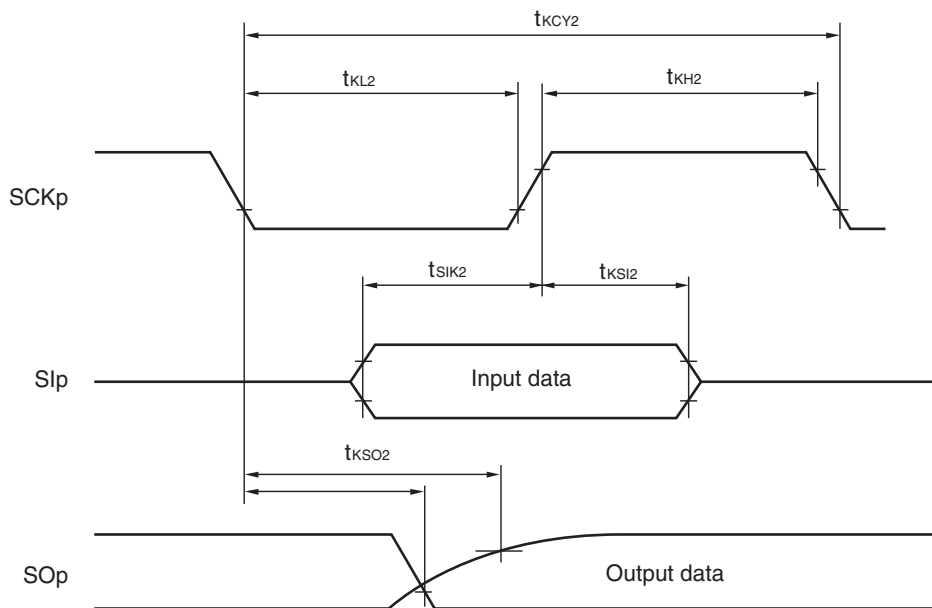 tKCY2
tKL2
tKH2
SCKp
tSIK2
tKSI2
SIp
Input data
tKSO2
SOp
Output data